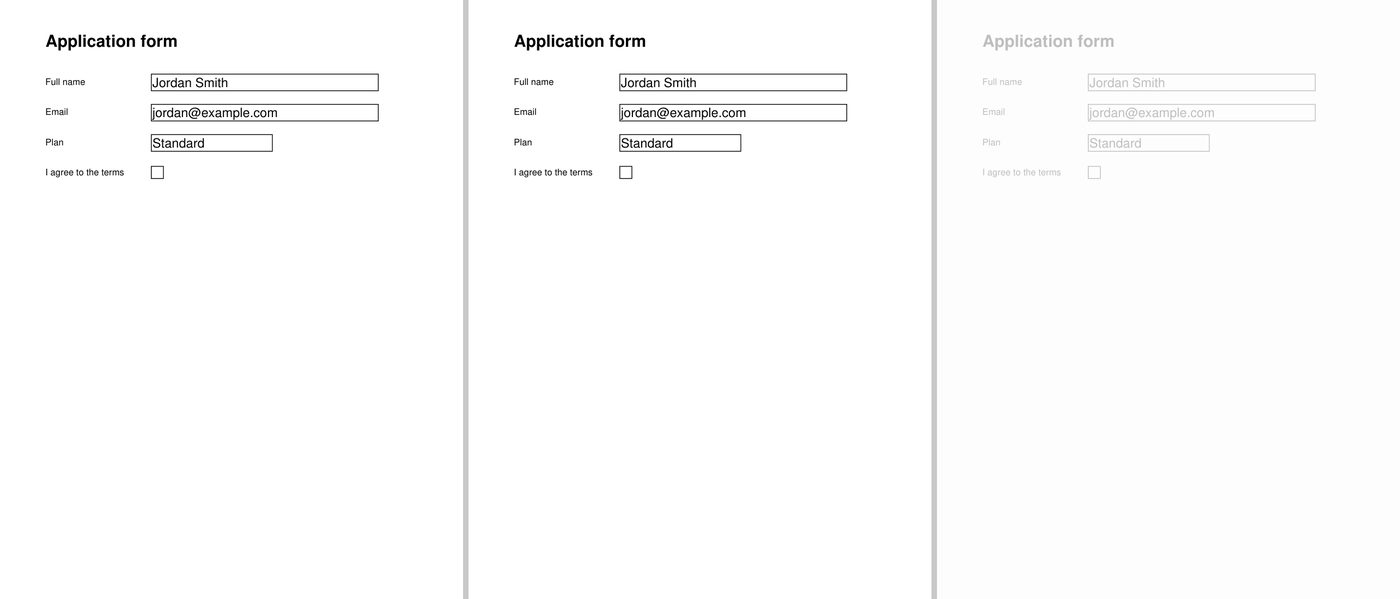 Application form
Full name Jordan Smith
Email jordan@example.com
Plan Standard
I agree to the terms
Application form
Full name Jordan Smith
Email jordan@example.com
Plan Standard
I agree to the terms
Application form
Full name Jordan Smith
Email jordan@example.com
Plan Standard
I agree to the terms